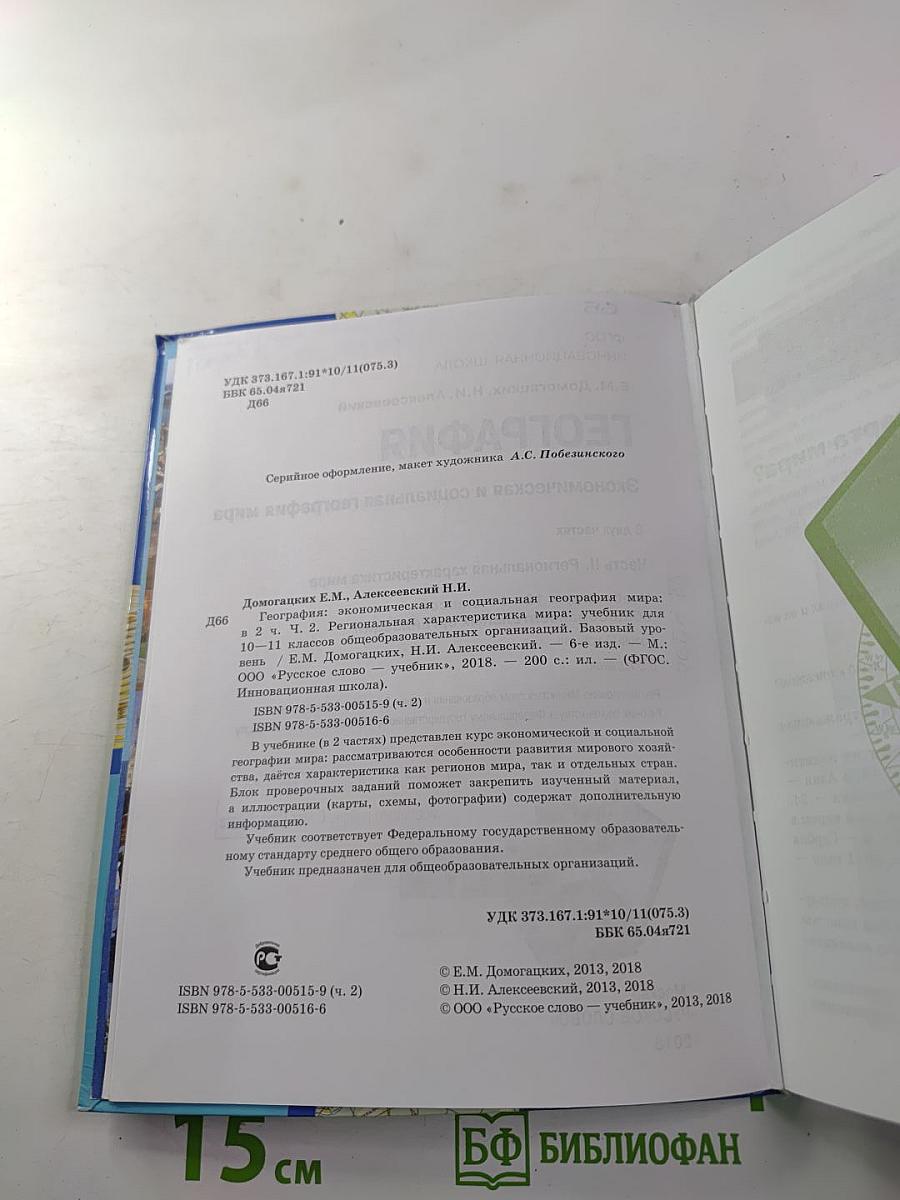 УДК 373.167.1:91*10/11(075.3)
ББК 65.04я721
Д66
ГЕОГРАФИЯ
Серийное оформление, макет художника А.С. Побезинского
Экономическая и социальная география мира
Домогацких Е.М., Алексеевский Н.И.
Д66 География: экономическая и социальная география мира:
в 2 ч. Ч. 2. Региональная характеристика мира: учебник для
10—11 классов общеобразовательных организаций. Базовый уро-
вень / Е.М. Домогацких, Н.И. Алексеевский. — 6-е изд. — М.:
ООО «Русское слово — учебник», 2018. — 200 с.: ил. — (ФГОС.
Инновационная школа).
ISBN 978-5-533-00515-9 (ч. 2)
ISBN 978-5-533-00516-6
В учебнике (в 2 частях) представлен курс экономической и социальной
географии мира: рассматриваются особенности развития мирового хозяй-
ства, даётся характеристика как регионов мира, так и отдельных стран.
Блок проверочных заданий поможет закрепить изученный материал,
а иллюстрации (карты, схемы, фотографии) содержат дополнительную
информацию.
Учебник соответствует Федеральному государственному образователь-
ному стандарту среднего общего образования.
Учебник предназначен для общеобразовательных организаций.
УДК 373.167.1:91*10/11(075.3)
ББК 65.04я721
ISBN 978-5-533-00515-9 (ч. 2)
ISBN 978-5-533-00516-6
© Е.М. Домогацких, 2013, 2018
© Н.И. Алексеевский, 2013, 2018
© ООО «Русское слово — учебник», 2013, 2018
15 см
БФ БИБЛИОФАН